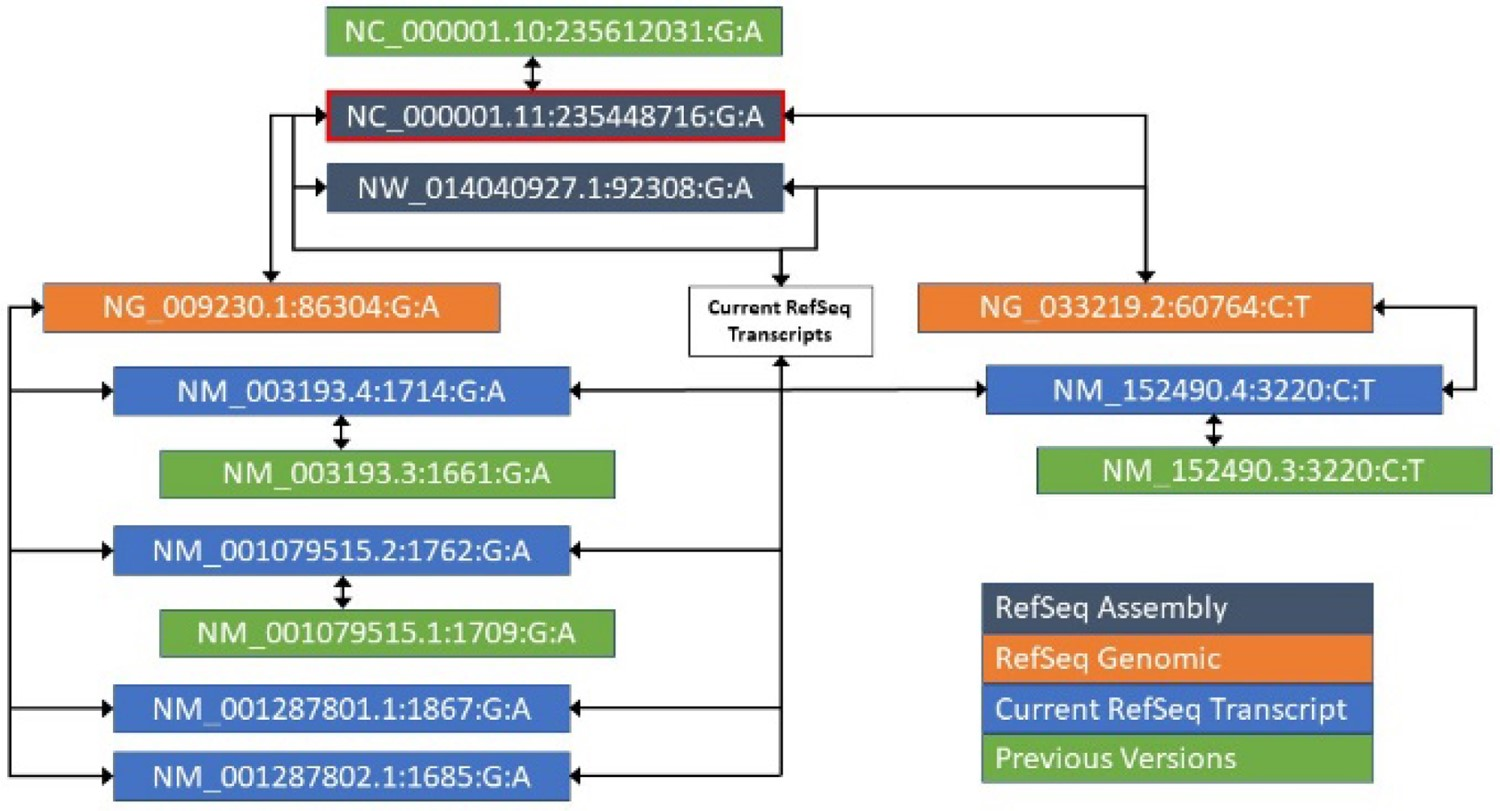 NC_000001.10:235612031:G:A
NC_000001.11:235448716:G:A
NW_014040927.1:92308:G:A
NG_009230.1:86304:G:A
Current RefSeq
Transcripts
NG_033219.2:60764:C:T
NM_003193.4:1714:G:A
NM_152490.4:3220:C:T
NM_003193.3:1661:G:A
NM_152490.3:3220:C:T
NM_001079515.2:1762:G:A
NM_001079515.1:1709:G:A
NM_001287801.1:1867:G:A
NM_001287802.1:1685:G:A
RefSeq Assembly
RefSeq Genomic
Current RefSeq Transcript
Previous Versions